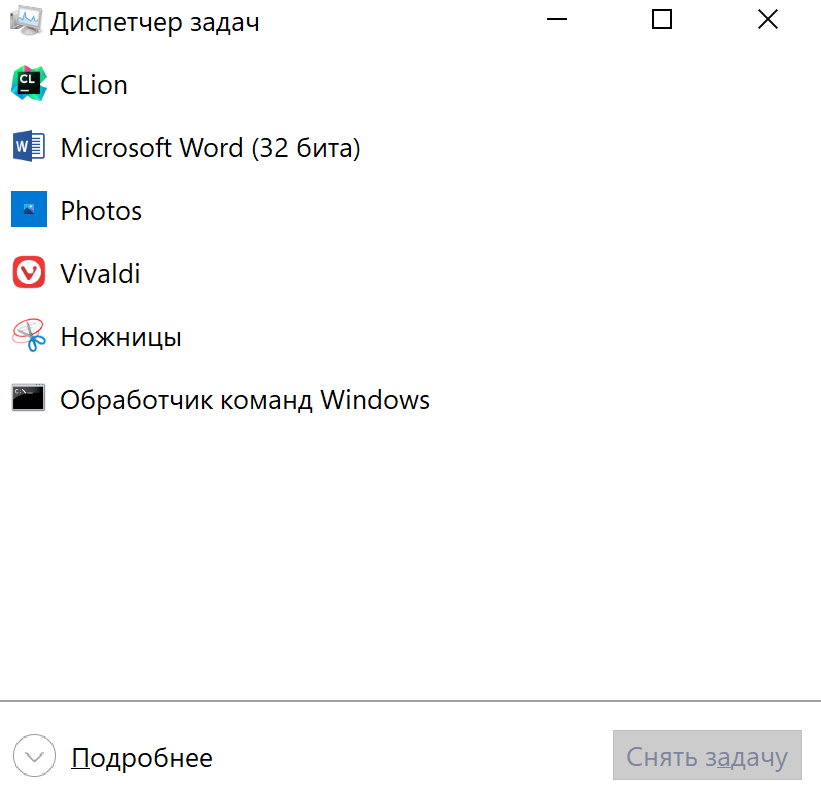 Диспетчер задач
CLion
Microsoft Word (32 бита)
Photos
Vivaldi
Ножницы
Обработчик команд Windows
Подробнее
Снять задачу